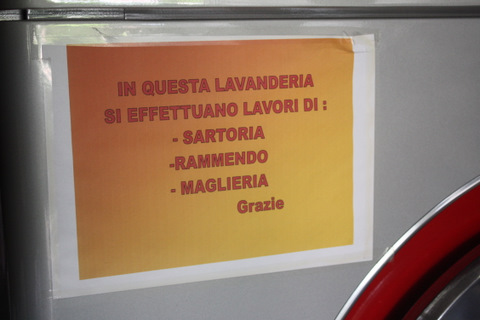 IN QUESTA LAVANDERIA
SI EFFETTUANO LAVORI DI :
- SARTORIA
-RAMMENDO
- MAGLIERIA
Grazie